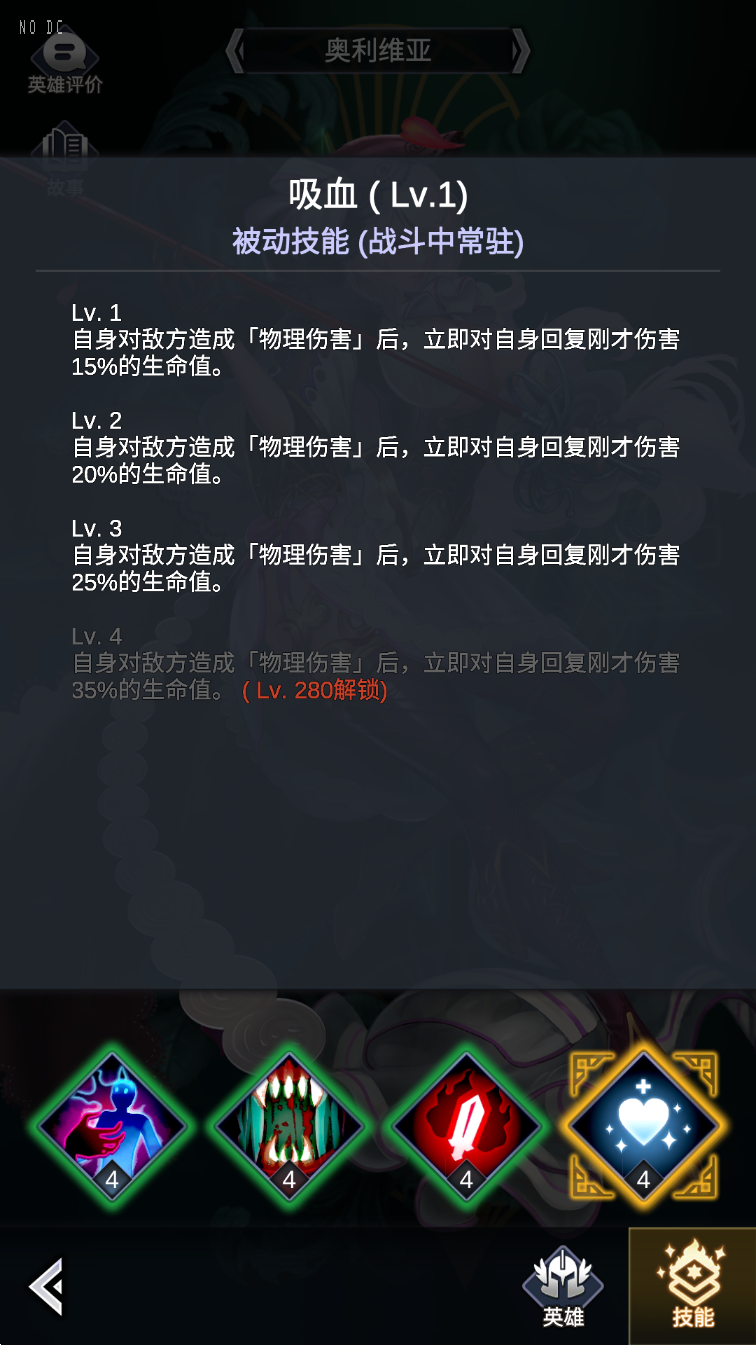 NO DC
奥利维亚
英雄评价
故事
吸血 ( Lv.1)
被动技能 (战斗中常驻)
Lv. 1
自身对敌方造成「物理伤害」后，立即对自身回复刚才伤害
15%的生命值。
Lv. 2
自身对敌方造成「物理伤害」后，立即对自身回复刚才伤害
20%的生命值。
Lv. 3
自身对敌方造成「物理伤害」后，立即对自身回复刚才伤害
25%的生命值。
Lv. 4
自身对敌方造成「物理伤害」后，立即对自身回复刚才伤害
35%的生命值。 ( Lv. 280解锁)
4 4 4 4
英雄 技能